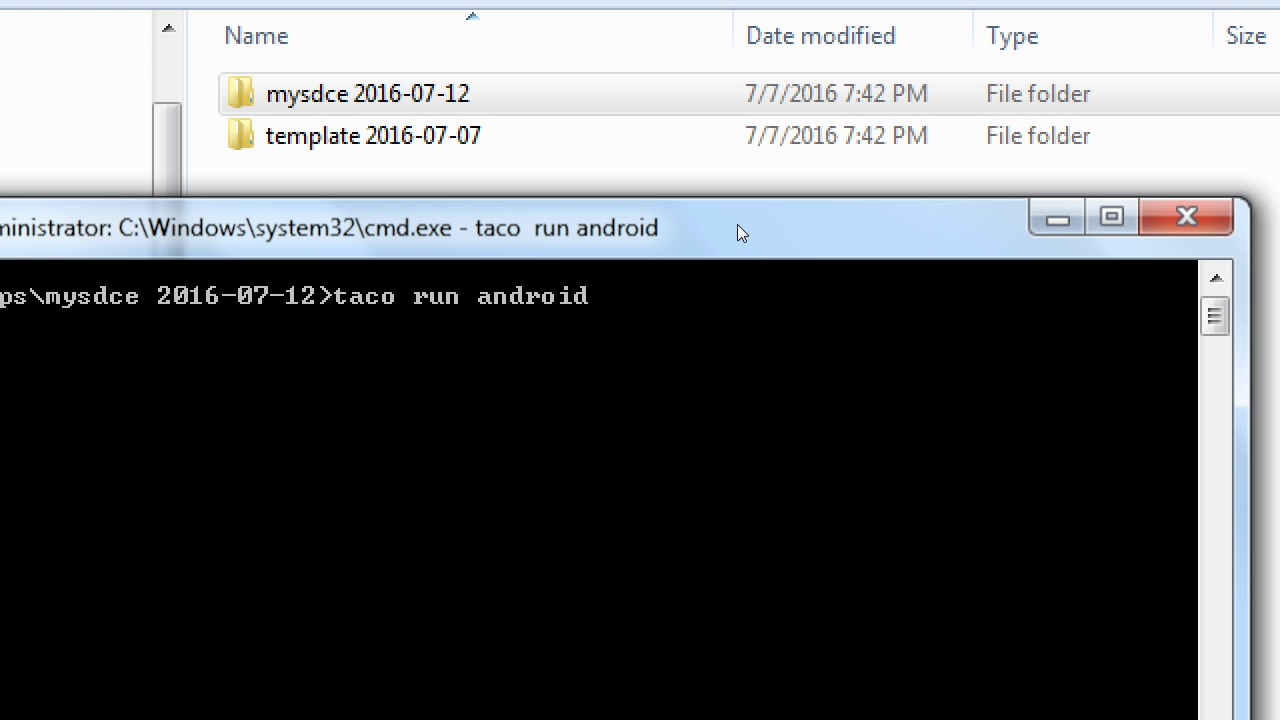 Name Date modified Type Size
mysdce 2016-07-12 7/7/2016 7:42 PM File folder
template 2016-07-07 7/7/2016 7:42 PM File folder
ministrator: C:\Windows\system32\cmd.exe - taco  run android
ps\mysdce 2016-07-12>taco run android